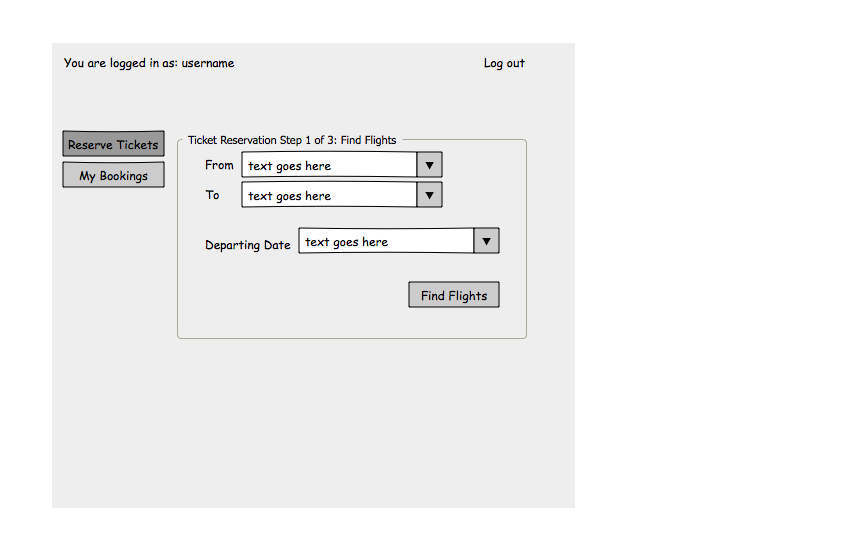 You are logged in as: username
Log out
Reserve Tickets
My Bookings
Ticket Reservation Step 1 of 3: Find Flights
From
text goes here
To
text goes here
Departing Date
text goes here
Find Flights